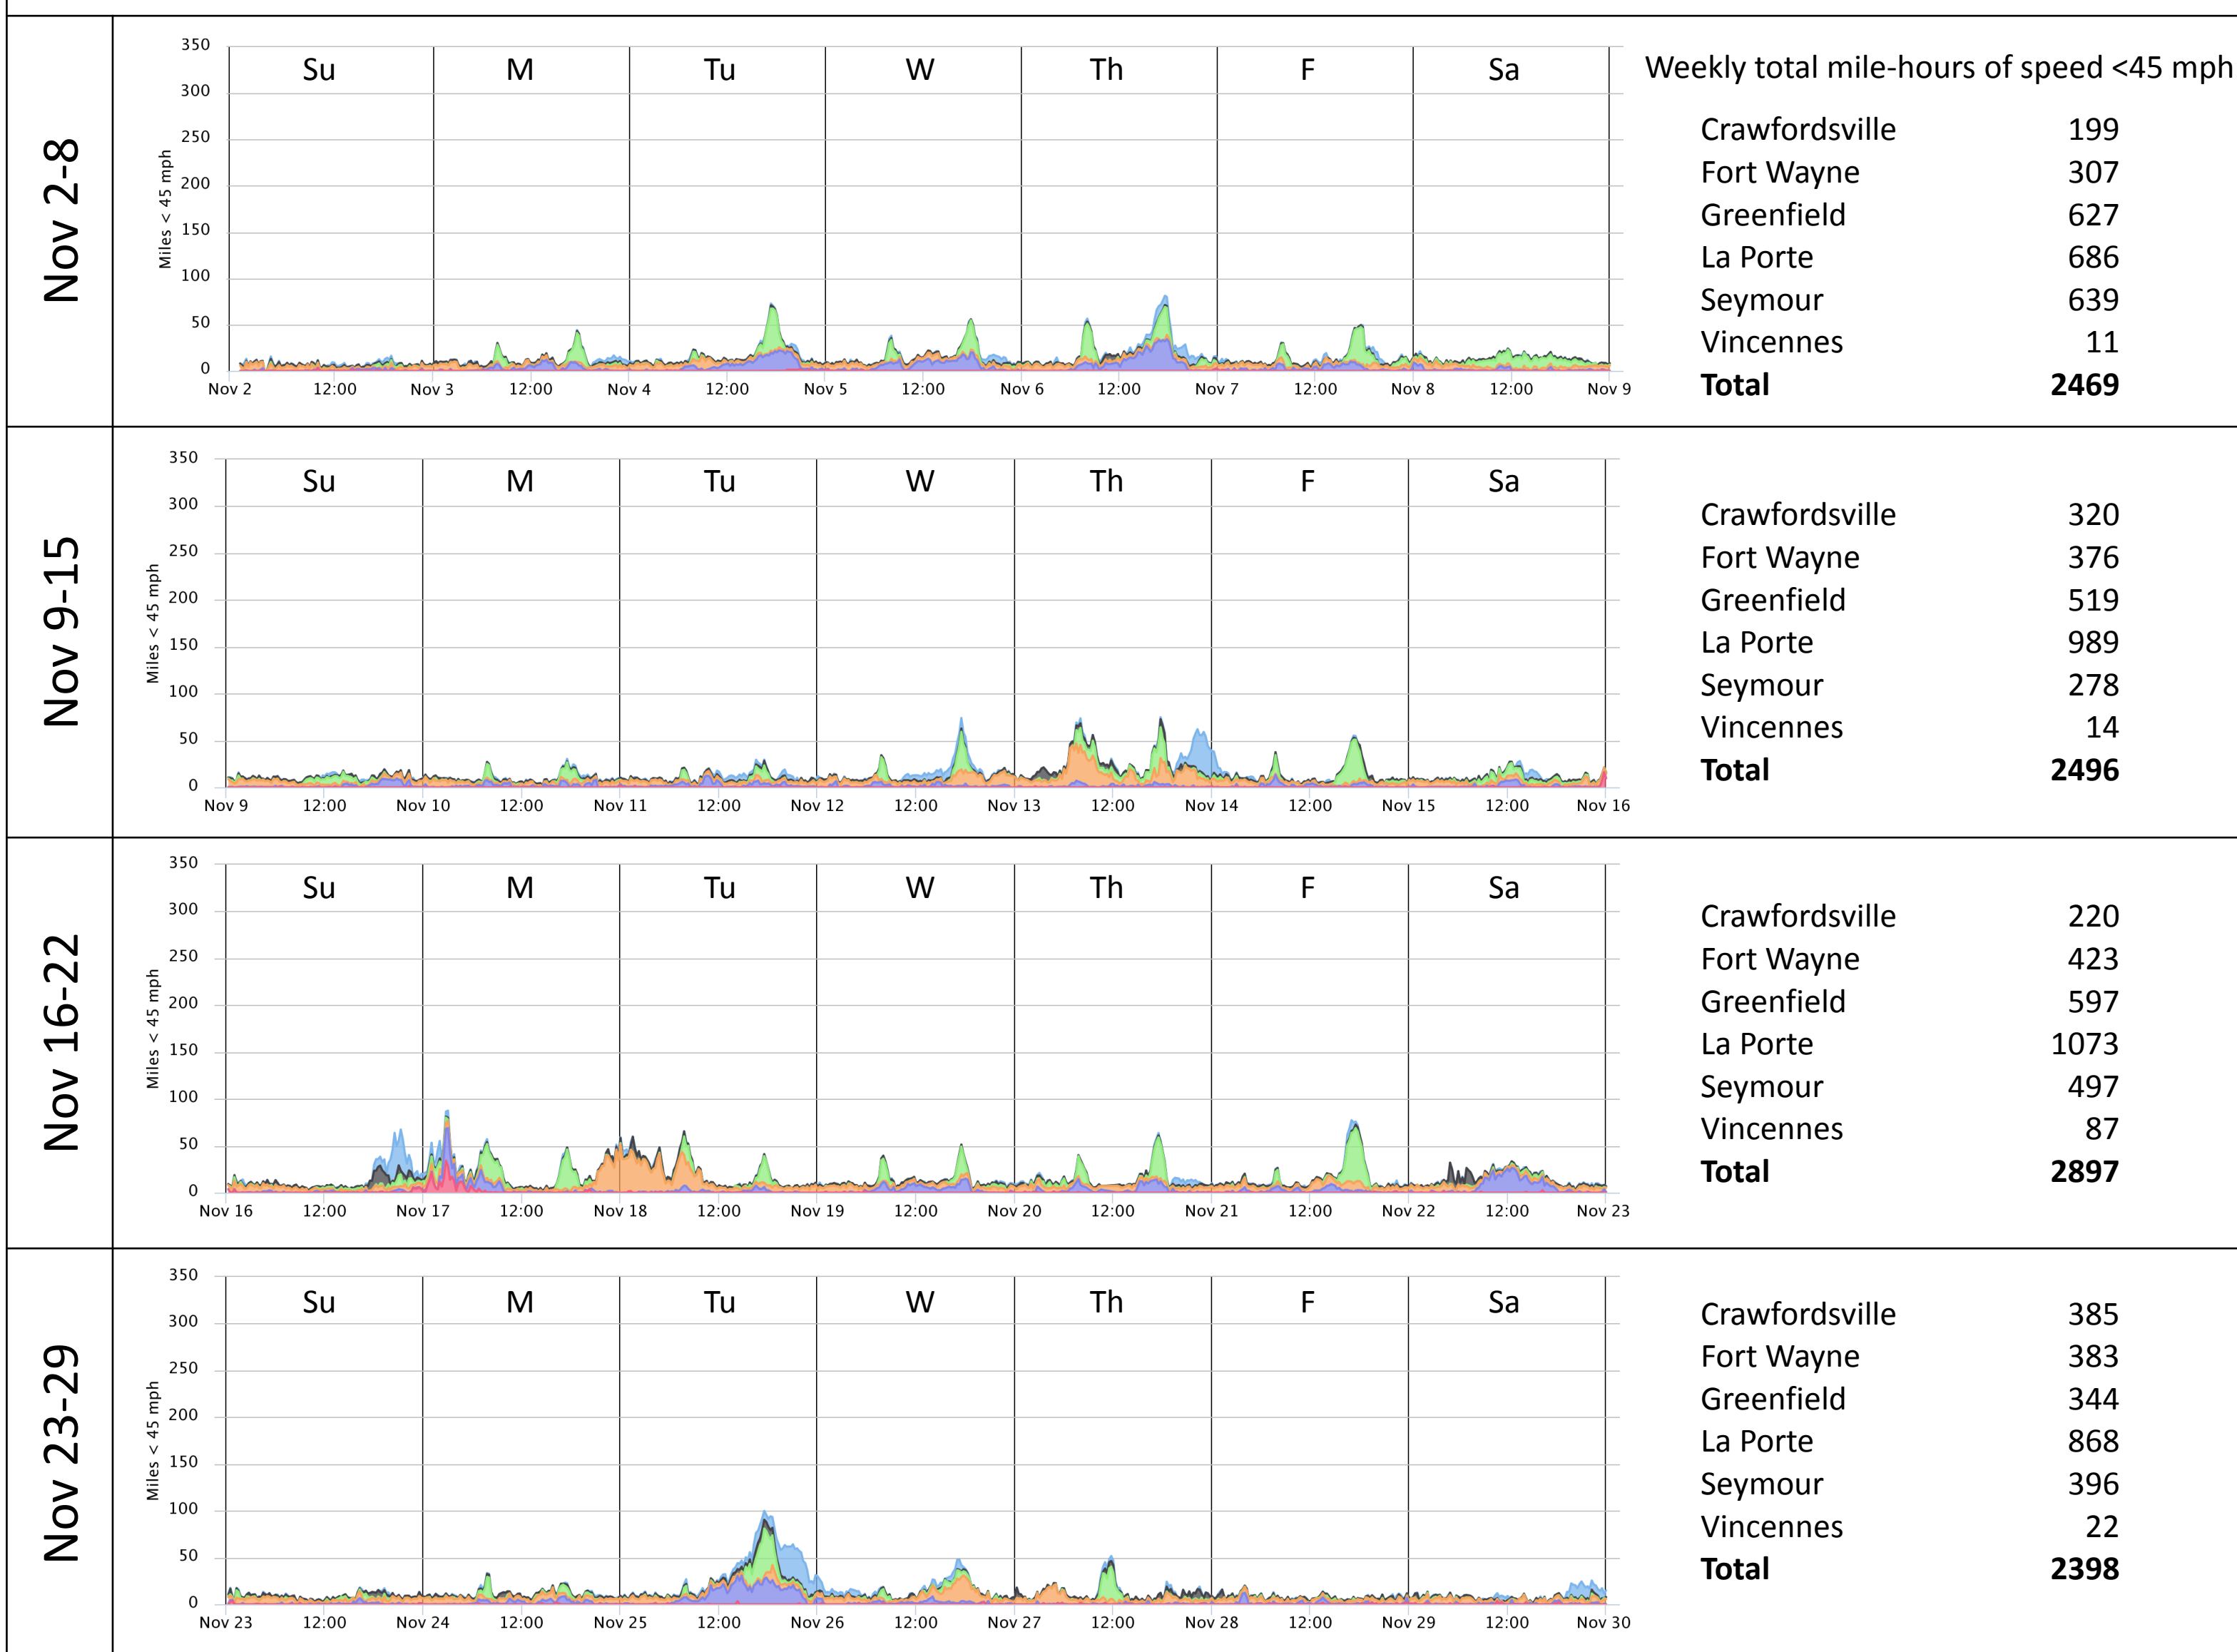 Nov 2-8
350
300
250
200
150
100
50
0
Miles < 45 mph
Su M Tu W Th F Sa
Nov 2 12:00 Nov 3 12:00 Nov 4 12:00 Nov 5 12:00 Nov 6 12:00 Nov 7 12:00 Nov 8 12:00 Nov 9
Weekly total mile-hours of speed <45 mph
Crawfordsville 199
Fort Wayne 307
Greenfield 627
La Porte 686
Seymour 639
Vincennes 11
Total 2469
Nov 9-15
350
300
250
200
150
100
50
0
Miles < 45 mph
Su M Tu W Th F Sa
Nov 9 12:00 Nov 10 12:00 Nov 11 12:00 Nov 12 12:00 Nov 13 12:00 Nov 14 12:00 Nov 15 12:00 Nov 16
Crawfordsville 320
Fort Wayne 376
Greenfield 519
La Porte 989
Seymour 278
Vincennes 14
Total 2496
Nov 16-22
350
300
250
200
150
100
50
0
Miles < 45 mph
Su M Tu W Th F Sa
Nov 16 12:00 Nov 17 12:00 Nov 18 12:00 Nov 19 12:00 Nov 20 12:00 Nov 21 12:00 Nov 22 12:00 Nov 23
Crawfordsville 220
Fort Wayne 423
Greenfield 597
La Porte 1073
Seymour 497
Vincennes 87
Total 2897
Nov 23-29
350
300
250
200
150
100
50
0
Miles < 45 mph
Su M Tu W Th F Sa
Nov 23 12:00 Nov 24 12:00 Nov 25 12:00 Nov 26 12:00 Nov 27 12:00 Nov 28 12:00 Nov 29 12:00 Nov 30
Crawfordsville 385
Fort Wayne 383
Greenfield 344
La Porte 868
Seymour 396
Vincennes 22
Total 2398